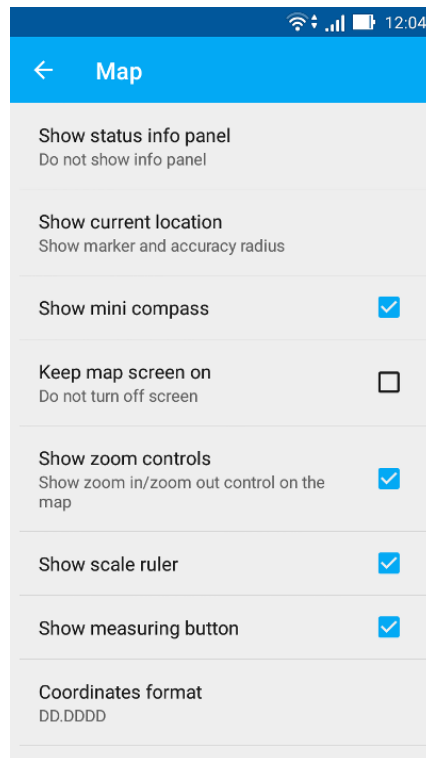 12:04
Map
Show status info panel
Do not show info panel
Show current location
Show marker and accuracy radius
Show mini compass
Keep map screen on
Do not turn off screen
Show zoom controls
Show zoom in/zoom out control on the
map
Show scale ruler
Show measuring button
Coordinates format
DD.DDDD